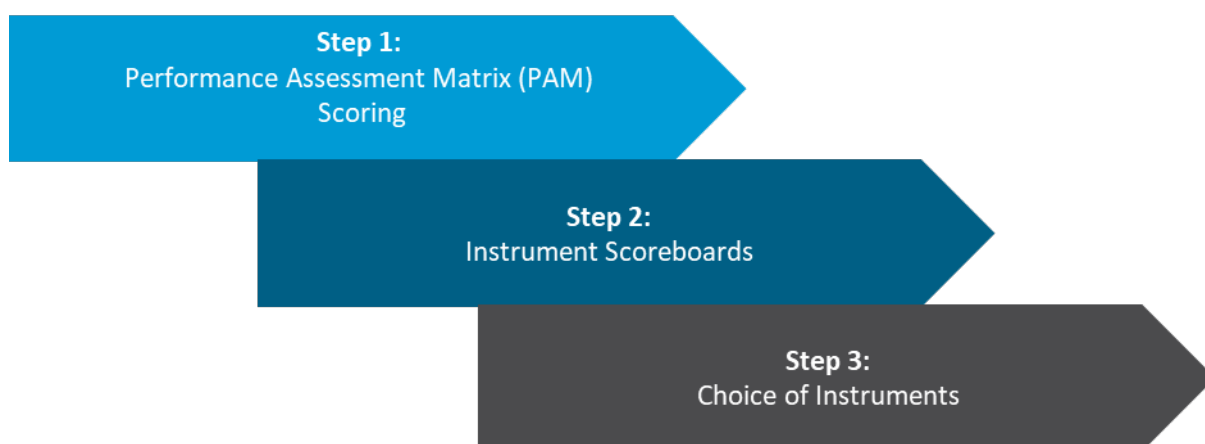 Step 1:
Performance Assessment Matrix (PAM)
Scoring
Step 2:
Instrument Scoreboards
Step 3:
Choice of Instruments